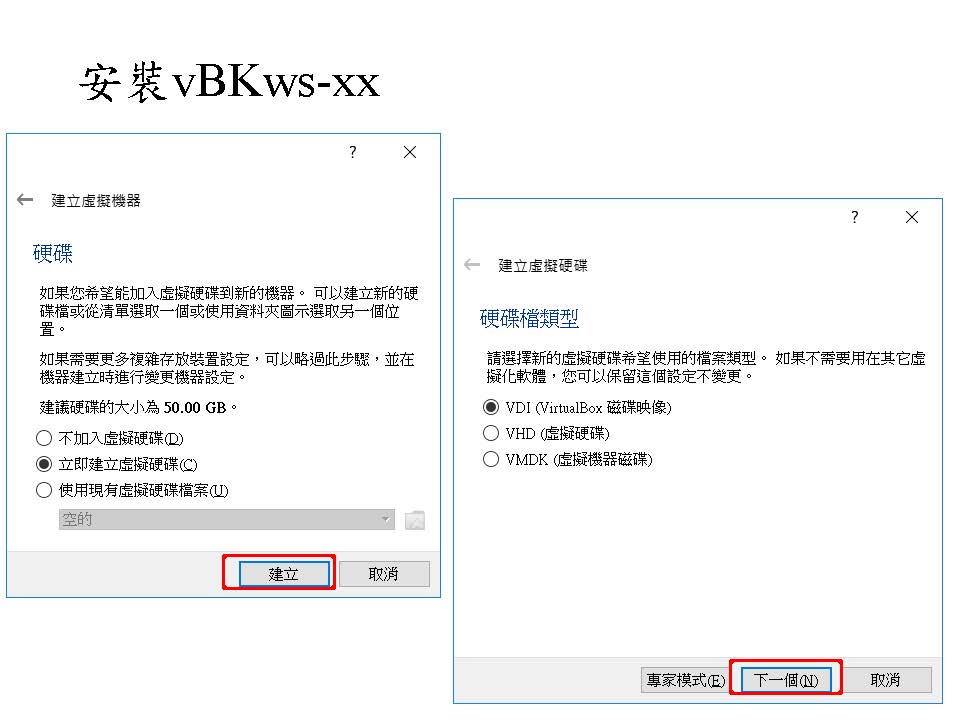 安裝vBKws-xx
?
建立虛擬機器
硬碟
如果您希望能加入虛擬硬碟到新的機器。 可以建立新的硬
碟檔或從清單選取一個或使用資料夾圖示選取另一個位
置。
如果需要更多複雜存放裝置設定，可以略過此步驟，並在
機器建立時進行變更機器設定。
建議硬碟的大小為 50.00 GB。
不加入虛擬硬碟(D)
立即建立虛擬硬碟(C)
使用現有虛擬硬碟檔案(U)
空的
建立 取消
?
建立虛擬硬碟
硬碟檔類型
請選擇新的虛擬硬碟希望使用的檔案類型。 如果不需要用在其它虛
擬化軟體，您可以保留這個設定不變更。
VDI (VirtualBox 磁碟映像)
VHD (虛擬硬碟)
VMDK (虛擬機器磁碟)
專家模式(E) 下一個(N) 取消